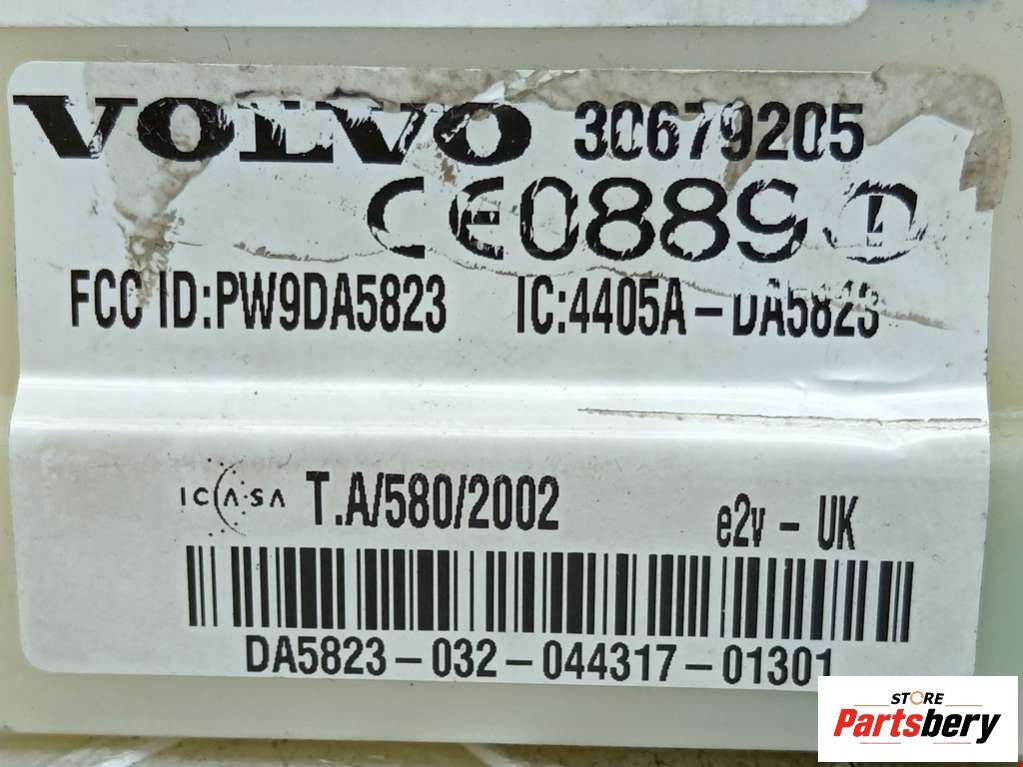 VOLVO 30679205
CE0889
FCC ID:PW9DA5823 IC:4405A-DA5823
ICASA T.A/580/2002
e2v - UK
DA5823-032-044317-01301
STORE
Partsbery